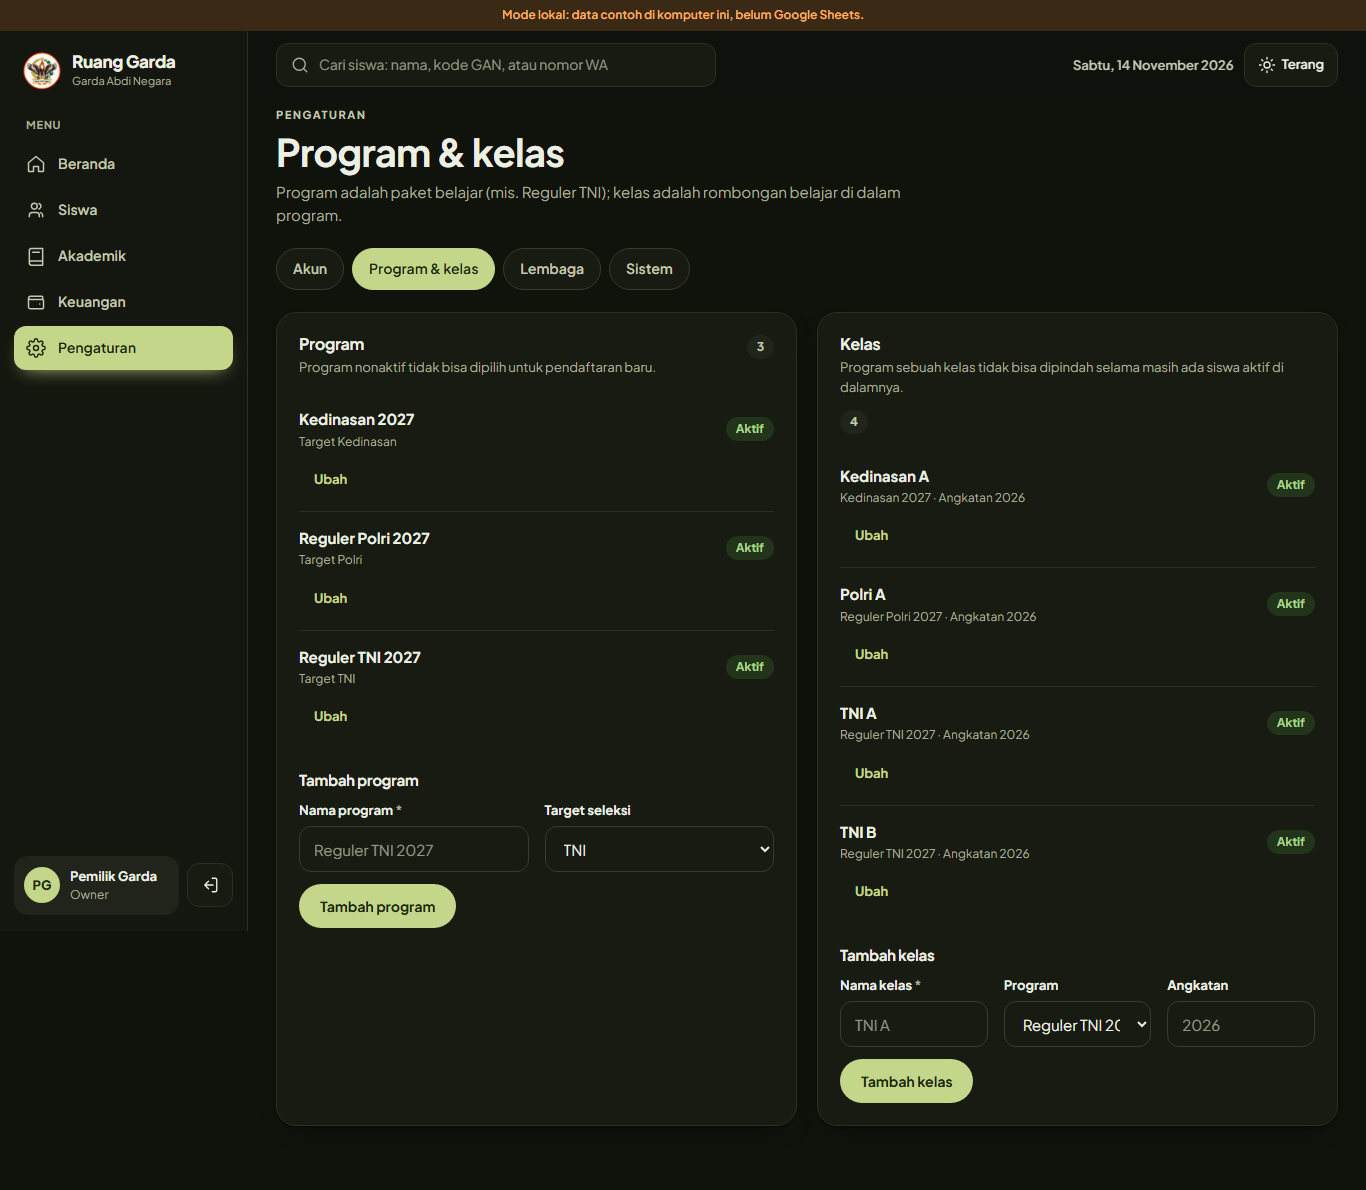 Mode lokal: data contoh di komputer ini, belum Google Sheets.
Ruang Garda
Garda Abdi Negara
MENU
Beranda
Siswa
Akademik
Keuangan
Pengaturan
PG
Pemilik Garda
Owner
Cari siswa: nama, kode GAN, atau nomor WA
Sabtu, 14 November 2026
Terang
PENGATURAN
Program & kelas
Program adalah paket belajar (mis. Reguler TNI); kelas adalah rombongan belajar di dalam
program.
Akun
Program & kelas
Lembaga
Sistem
Program
3
Program nonaktif tidak bisa dipilih untuk pendaftaran baru.
Kedinasan 2027
Target Kedinasan
Aktif
Ubah
Reguler Polri 2027
Target Polri
Aktif
Ubah
Reguler TNI 2027
Target TNI
Aktif
Ubah
Tambah program
Nama program *
Target seleksi
Reguler TNI 2027
TNI
Tambah program
Kelas
Program sebuah kelas tidak bisa dipindah selama masih ada siswa aktif di
dalamnya.
4
Kedinasan A
Kedinasan 2027 · Angkatan 2026
Aktif
Ubah
Polri A
Reguler Polri 2027 · Angkatan 2026
Aktif
Ubah
TNI A
Reguler TNI 2027 · Angkatan 2026
Aktif
Ubah
TNI B
Reguler TNI 2027 · Angkatan 2026
Aktif
Ubah
Tambah kelas
Nama kelas *
Program
Angkatan
TNI A
Reguler TNI 20
2026
Tambah kelas